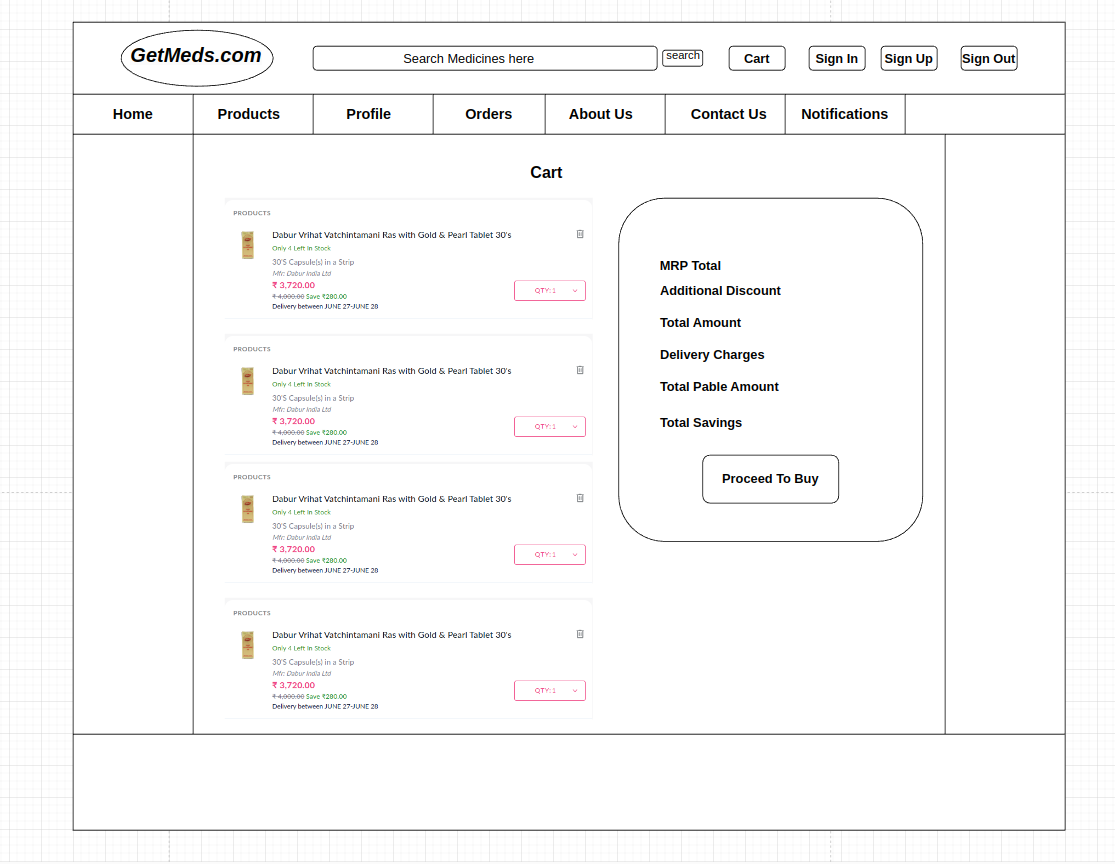 GetMeds.com
Search Medicines here
search
Cart
Sign In
Sign Up
Sign Out
Home
Products
Profile
Orders
About Us
Contact Us
Notifications
Cart
PRODUCTS
Dabur Vrihat Vatchintamani Ras with Gold & Pearl Tablet 30's
Only 4 Left In Stock
30'S Capsule(s) in a Strip
Mfr: Dabur India Ltd
₹ 3,720.00
₹ 4,000.00 Save ₹280.00
QTY:1
Delivery between JUNE 27-JUNE 28
PRODUCTS
Dabur Vrihat Vatchintamani Ras with Gold & Pearl Tablet 30's
Only 4 Left In Stock
30'S Capsule(s) in a Strip
Mfr: Dabur India Ltd
₹ 3,720.00
₹ 4,000.00 Save ₹280.00
QTY:1
Delivery between JUNE 27-JUNE 28
PRODUCTS
Dabur Vrihat Vatchintamani Ras with Gold & Pearl Tablet 30's
Only 4 Left In Stock
30'S Capsule(s) in a Strip
Mfr: Dabur India Ltd
₹ 3,720.00
₹ 4,000.00 Save ₹280.00
QTY:1
Delivery between JUNE 27-JUNE 28
PRODUCTS
Dabur Vrihat Vatchintamani Ras with Gold & Pearl Tablet 30's
Only 4 Left In Stock
30'S Capsule(s) in a Strip
Mfr: Dabur India Ltd
₹ 3,720.00
₹ 4,000.00 Save ₹280.00
QTY:1
Delivery between JUNE 27-JUNE 28
MRP Total
Additional Discount
Total Amount
Delivery Charges
Total Pable Amount
Total Savings
Proceed To Buy